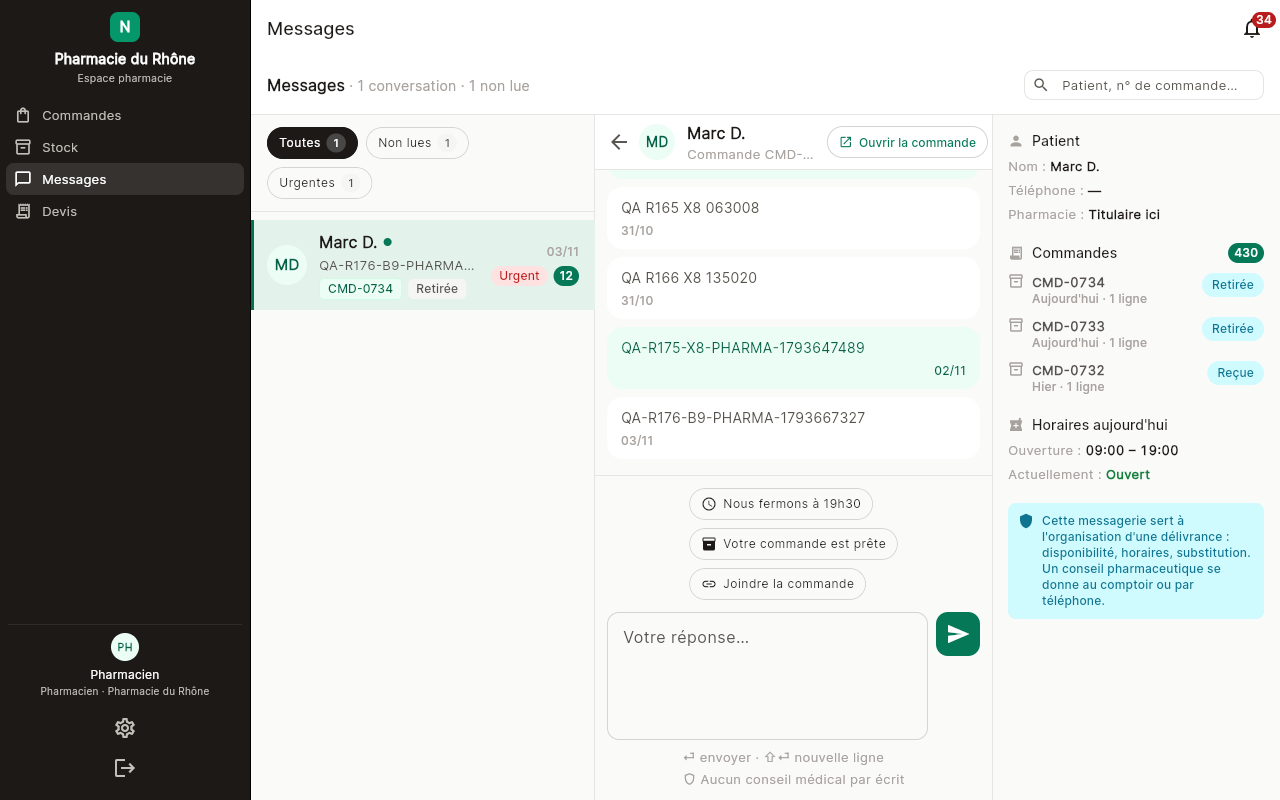 N
Pharmacie du Rhône
Espace pharmacie
Commandes
Stock
Messages
Devis
PH
Pharmacien
Pharmacien · Pharmacie du Rhône
Messages
34
Messages · 1 conversation · 1 non lue
Patient, n° de commande...
Toutes 1
Non lues 1
Urgentes 1
MD
Marc D.
03/11
QA-R176-B9-PHARMA...
Urgent 12
CMD-0734 Retirée
MD
Marc D.
Commande CMD-...
Ouvrir la commande
QA R165 X8 063008
31/10
QA R166 X8 135020
31/10
QA-R175-X8-PHARMA-1793647489
02/11
QA-R176-B9-PHARMA-1793667327
03/11
Nous fermons à 19h30
Votre commande est prête
Joindre la commande
Votre réponse...
⏎ envoyer · ⇧⏎ nouvelle ligne
Aucun conseil médical par écrit
Patient
Nom : Marc D.
Téléphone : —
Pharmacie : Titulaire ici
Commandes 430
CMD-0734 Retirée
Aujourd'hui · 1 ligne
CMD-0733 Retirée
Aujourd'hui · 1 ligne
CMD-0732 Reçue
Hier · 1 ligne
Horaires aujourd'hui
Ouverture : 09:00 – 19:00
Actuellement : Ouvert
Cette messagerie sert à
l'organisation d'une délivrance :
disponibilité, horaires, substitution.
Un conseil pharmaceutique se
donne au comptoir ou par
téléphone.